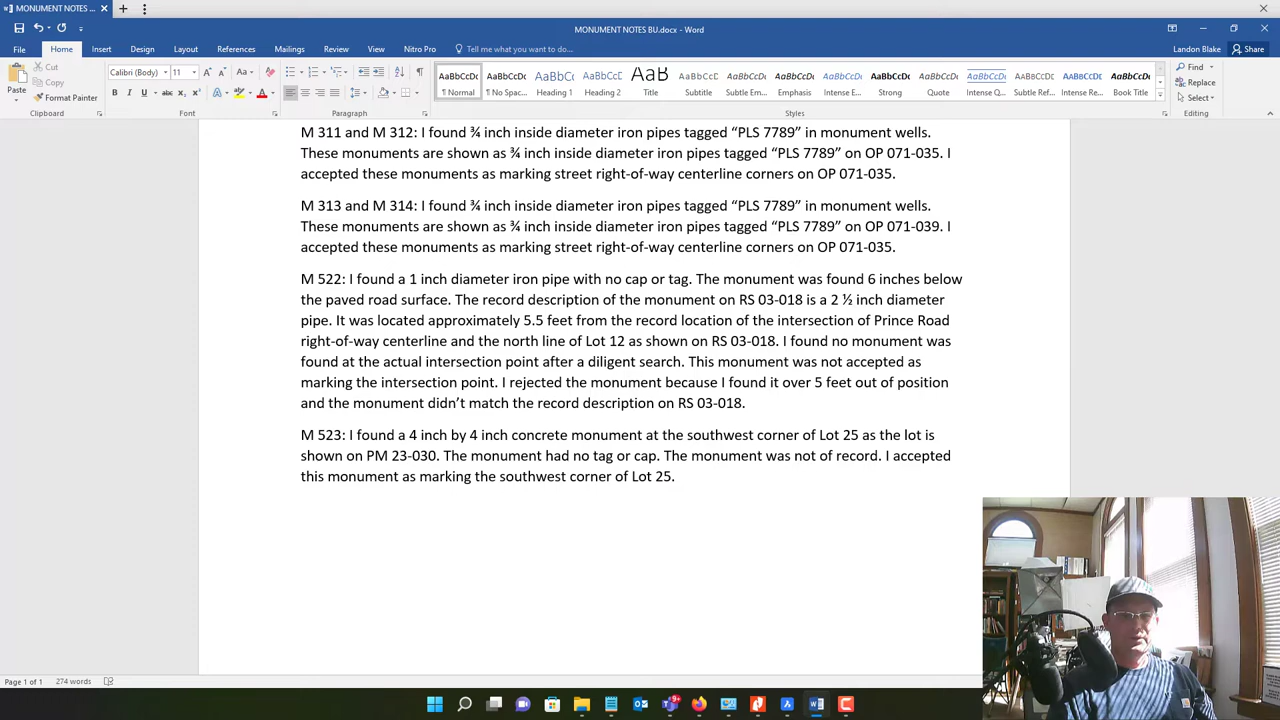 MONUMENT NOTES ...
MONUMENT NOTES BU.docx - Word
File Home Insert Design Layout References Mailings Review View Nitro Pro Tell me what you want to do... Landon Blake Share
Paste
Cut
Copy
Format Painter
Clipboard
Calibri (Body) 11
Font
Paragraph
AaBbCcDc AaBbCcDc AaBbCc AaBbCcC AaB AaBbCcD AaBbCcDc AaBbCcDc AaBbCcDc AaBbCcDc AaBbCcDc AaBbCcDc AaBbCcDc AaBbCcDc AaBbCcDc
¶ Normal ¶ No Spac... Heading 1 Heading 2 Title Subtitle Subtle Em... Emphasis Intense E... Strong Quote Intense Q... Subtle Ref... Intense Re... Book Title
Styles
Find
Replace
Select
Editing
M 311 and M 312: I found ¾ inch inside diameter iron pipes tagged “PLS 7789” in monument wells.
These monuments are shown as ¾ inch inside diameter iron pipes tagged “PLS 7789” on OP 071-035. I
accepted these monuments as marking street right-of-way centerline corners on OP 071-035.
M 313 and M 314: I found ¾ inch inside diameter iron pipes tagged “PLS 7789” in monument wells.
These monuments are shown as ¾ inch inside diameter iron pipes tagged “PLS 7789” on OP 071-039. I
accepted these monuments as marking street right-of-way centerline corners on OP 071-035.
M 522: I found a 1 inch diameter iron pipe with no cap or tag. The monument was found 6 inches below
the paved road surface. The record description of the monument on RS 03-018 is a 2 ½ inch diameter
pipe. It was located approximately 5.5 feet from the record location of the intersection of Prince Road
right-of-way centerline and the north line of Lot 12 as shown on RS 03-018. I found no monument was
found at the actual intersection point after a diligent search. This monument was not accepted as
marking the intersection point. I rejected the monument because I found it over 5 feet out of position
and the monument didn’t match the record description on RS 03-018.
M 523: I found a 4 inch by 4 inch concrete monument at the southwest corner of Lot 25 as the lot is
shown on PM 23-030. The monument had no tag or cap. The monument was not of record. I accepted
this monument as marking the southwest corner of Lot 25.
Page 1 of 1 274 words